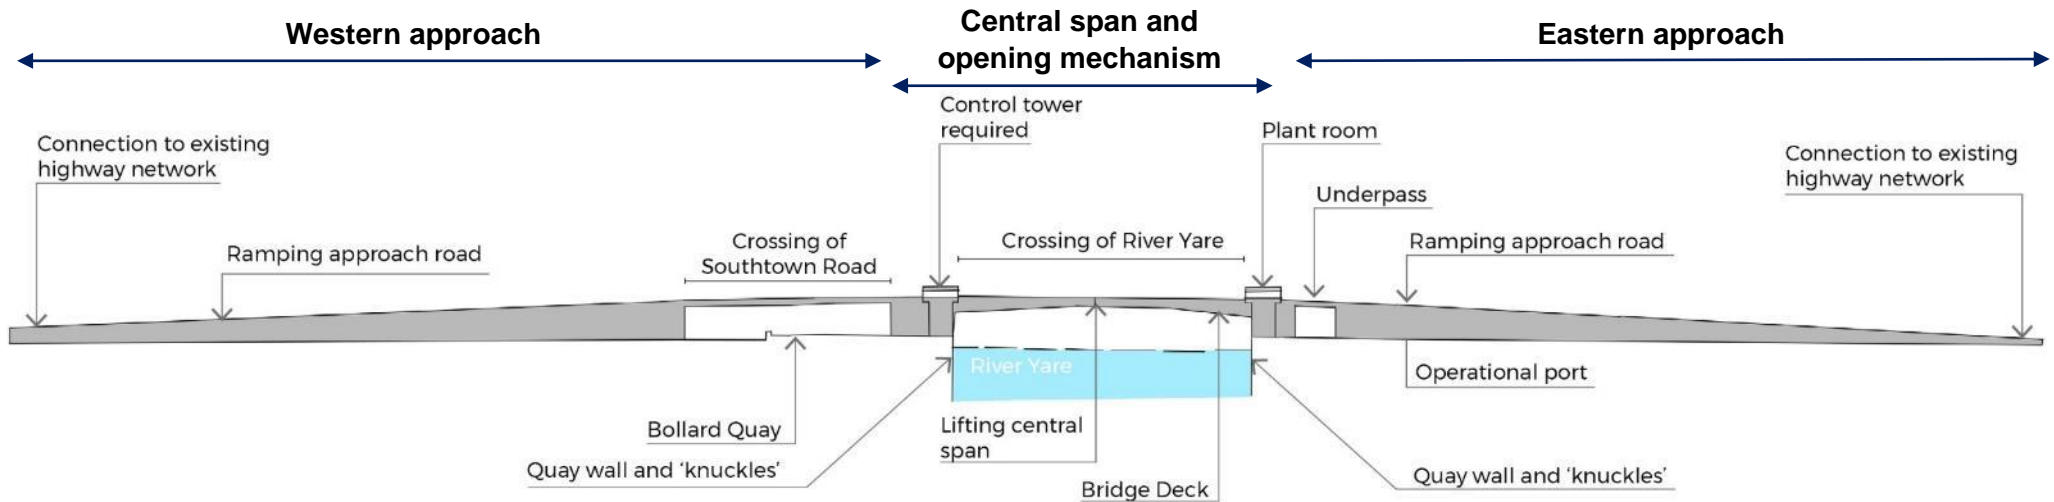 Western approach
Central span and
opening mechanism
Eastern approach
Control tower
required
Plant room
Connection to existing
highway network
Connection to existing
highway network
Underpass
Ramping approach road
Crossing of
Southtown Road
Crossing of River Yare
Ramping approach road
River Yare
Operational port
Bollard Quay
Lifting central
span
Quay wall and ‘knuckles’
Bridge Deck
Quay wall and ‘knuckles’